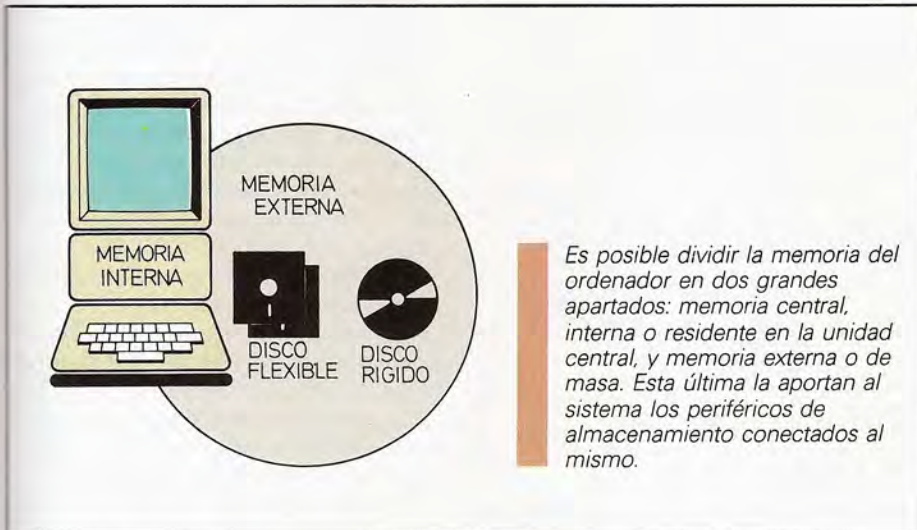 MEMORIA
EXTERNA
MEMORIA
INTERNA
DISCO
FLEXIBLE
DISCO
RIGIDO
Es posible dividir la memoria del
ordenador en dos grandes
apartados: memoria central,
interna o residente en la unidad
central, y memoria externa o de
masa. Esta última la aportan al
sistema los periféricos de
almacenamiento conectados al
mismo.